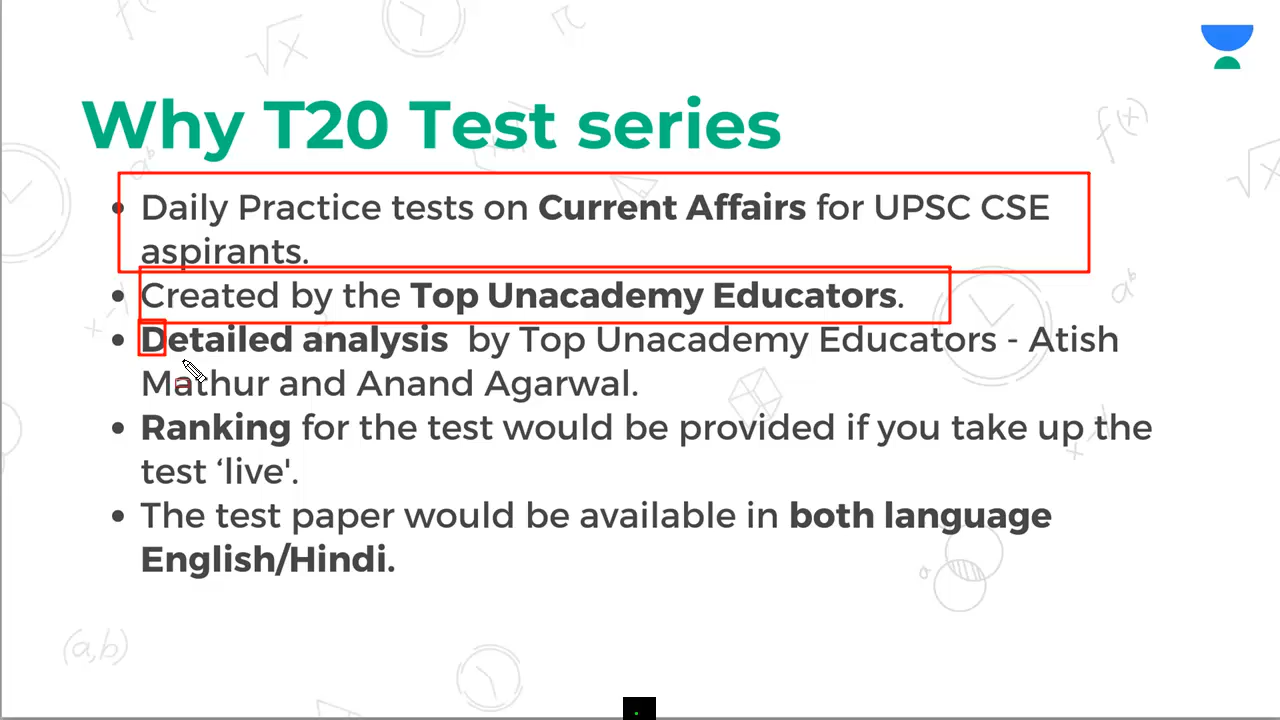 Why T20 Test series
• Daily Practice tests on Current Affairs for UPSC CSE
aspirants.
• Created by the Top Unacademy Educators.
• Detailed analysis by Top Unacademy Educators - Atish
Mathur and Anand Agarwal.
• Ranking for the test would be provided if you take up the
test ‘live'.
• The test paper would be available in both language
English/Hindi.
f(x)
√x
π
a^b
f(x)
√x
a^b
x⁻¹
x⁻¹
a
(a,b)